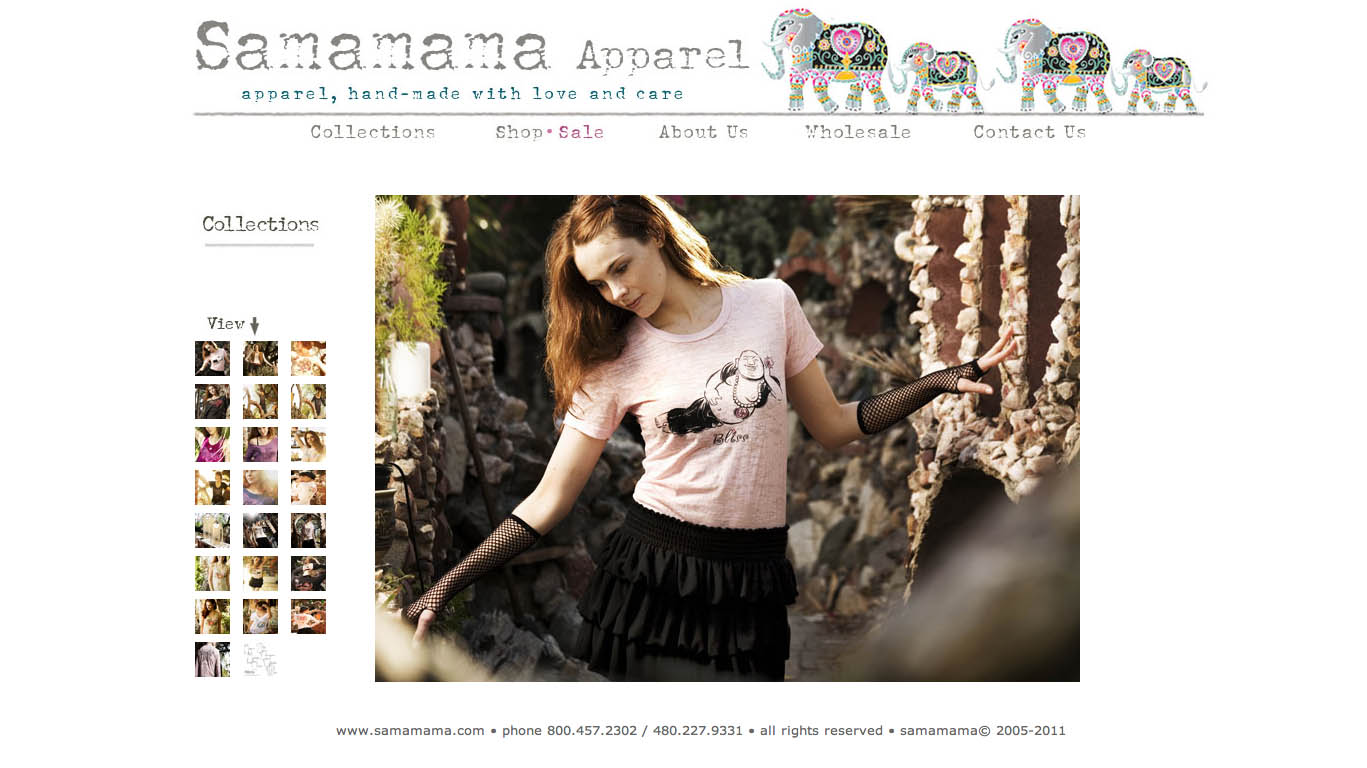 Samamama Apparel
apparel, hand-made with love and care
Collections Shop • Sale About Us Wholesale Contact Us
Collections
View
Bliss
www.samamama.com • phone 800.457.2302 / 480.227.9331 • all rights reserved • samamama© 2005-2011